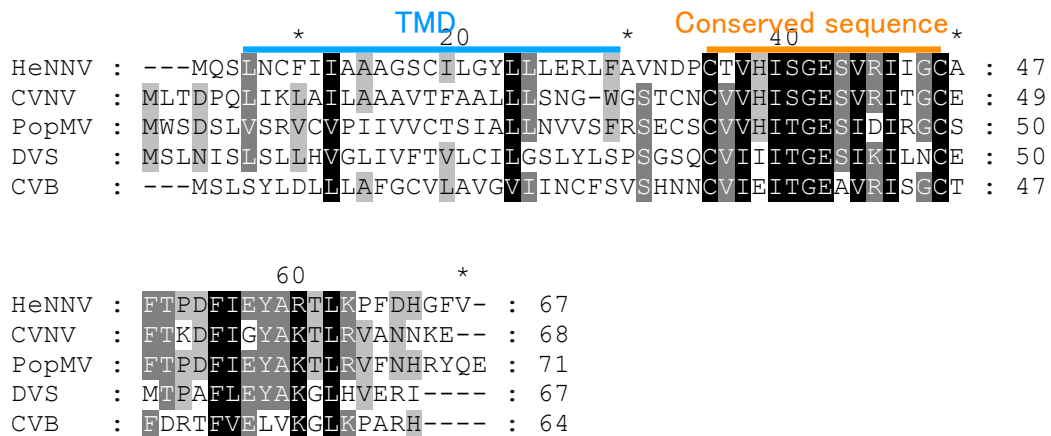 TMD Conserved sequence
* 20 * 40 *
HeNNV : ---MQSLNCFIIAAAGSCILGYLLLERLFAVNDPCTVHISGESVRIIGCA : 47
CVNV : MLTDPQLIKLAILAAAVTFAALLLSNG-WGSTCNCVVHISGESVRITGCE : 49
PopMV : MWSDSLVSRVCVPIIVVCTSIALLNVVSFRSECSCVVHITGESIDIRGCS : 50
DVS : MSLNISLSLLHVGLIVFTVLCILGSLYLSPSGSQCVIIITGESIKILNCE : 50
CVB : ---MSLSYLDLLLAFGCVLAVGVIINCFSVSHNNCVIEITGEAVRISGCT : 47
60 *
HeNNV : FTPDFIEYARTLKPFDHGFV- : 67
CVNV : FTKDFIGYAKTLRVANNKE-- : 68
PopMV : FTPDFIEYAKTLRVFNHRYQE : 71
DVS : MTPAFLEYAKGLHVERI---- : 67
CVB : FDRTFVELVKGLKPARH---- : 64